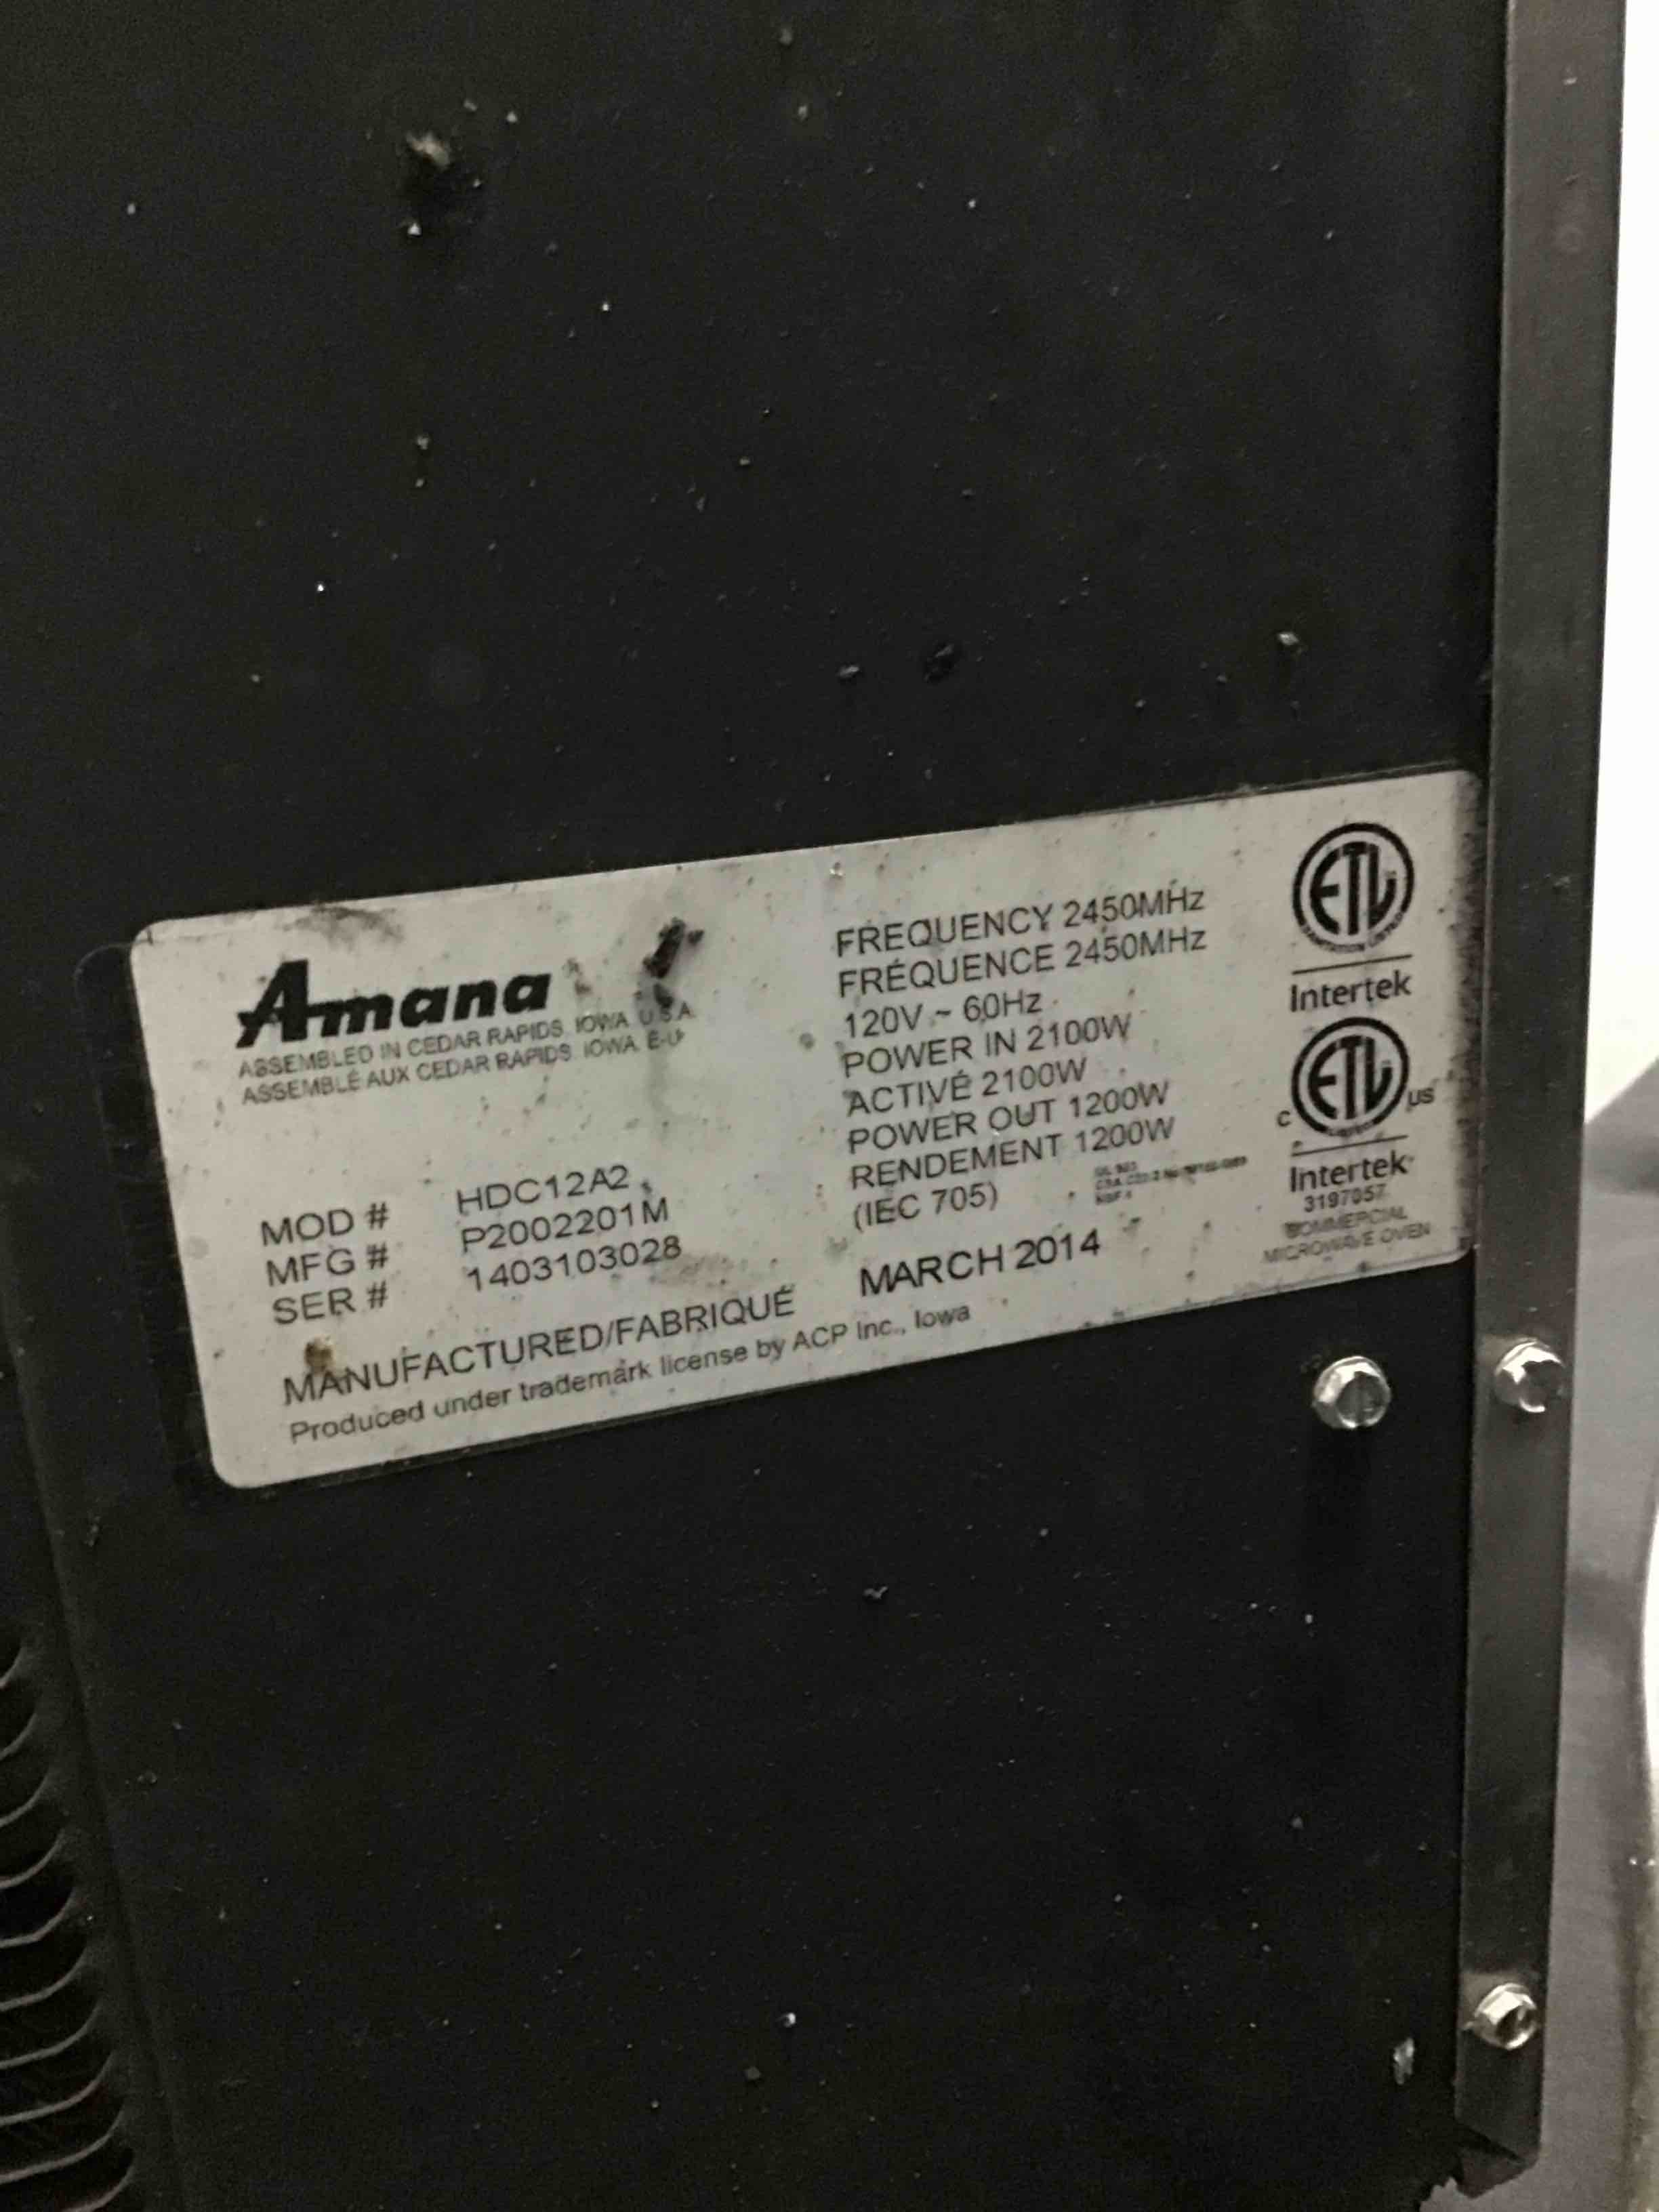 Amana
ASSEMBLED IN CEDAR RAPIDS, IOWA U.S.A.
ASSEMBLÉ AUX CEDAR RAPIDS, IOWA, É-U
MOD # HDC12A2
MFG # P2002201M
SER # 1403103028
MANUFACTURED/FABRIQUÉ MARCH 2014
Produced under trademark license by ACP Inc., Iowa
FREQUENCY 2450MHz
FRÉQUENCE 2450MHz
120V ~ 60Hz
POWER IN 2100W
ACTIVÉ 2100W
POWER OUT 1200W
RENDEMENT 1200W
(IEC 705)
ETL
Intertek
C ETL US
Intertek
3197057
COMMERCIAL
MICROWAVE OVEN